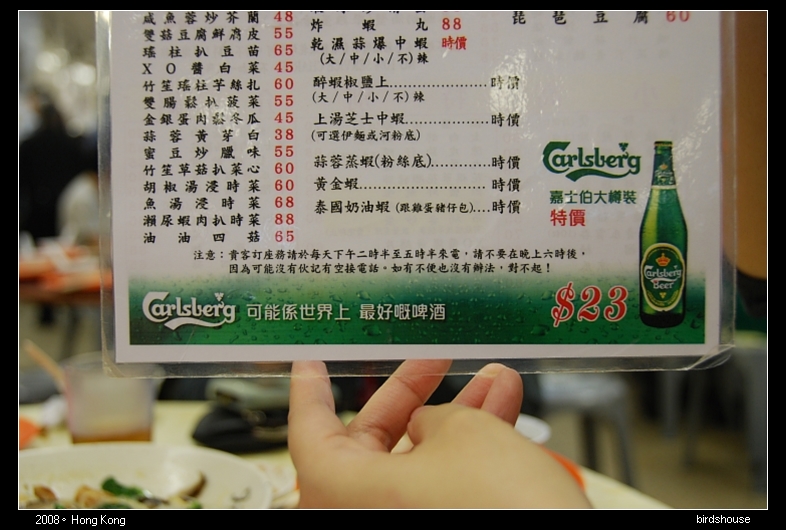 咸魚蓉炒芥蘭 48
雙菇豆腐鮮腐皮 55
瑤柱扒豆苗 65
XO醬白菜 45
竹笙瑤柱芋絲扎 60
雙腸鬆扒菠菜 55
金銀蛋肉鬆冬瓜 45
蒜蓉黃芽白 38
蜜豆炒臘味 55
竹笙草菇扒菜心 60
胡椒湯浸時菜 60
魚湯浸時菜 68
瀨尿蝦肉扒時菜 88
油油四菇 65
炸蝦丸 88
乾濕蒜爆中蝦 時價
(大/中/小/不)辣
醉蝦椒鹽上......................時價
(大/中/小/不)辣
上湯芝士中蝦....................時價
(可選伊麵或河粉底)
蒜蓉蒸蝦(粉絲底)..............時價
黃金蝦............................時價
泰國奶油蝦(跟雞蛋豬仔包)....時價
琵琶豆腐 60
Carlsberg
嘉士伯大樽裝
特價
$23
Carlsberg
Beer
注意：貴客訂座務請於每天下午二時半至五時半來電，請不要在晚上六時後，
因為可能沒有伙記有空接電話。如有不便也沒有辦法，對不起！
Carlsberg 可能係世界上 最好嘅啤酒
2008。Hong Kong
birdshouse